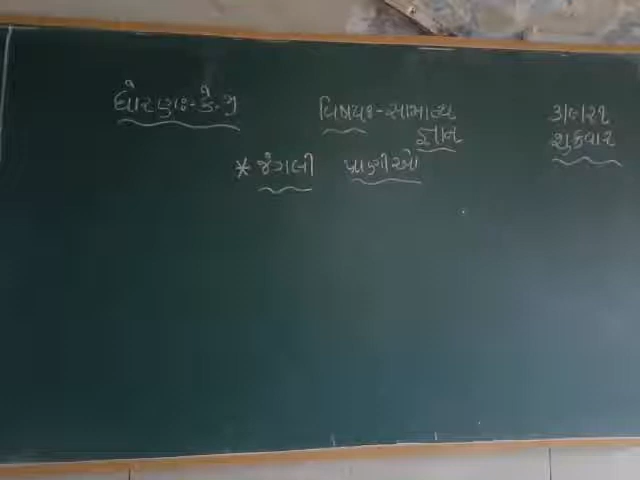 ધોરણઃ-કે.જી વિષયઃ-સામાન્ય
જ્ઞાન શુક્રવાર
* જંગલી પ્રાણીઓ